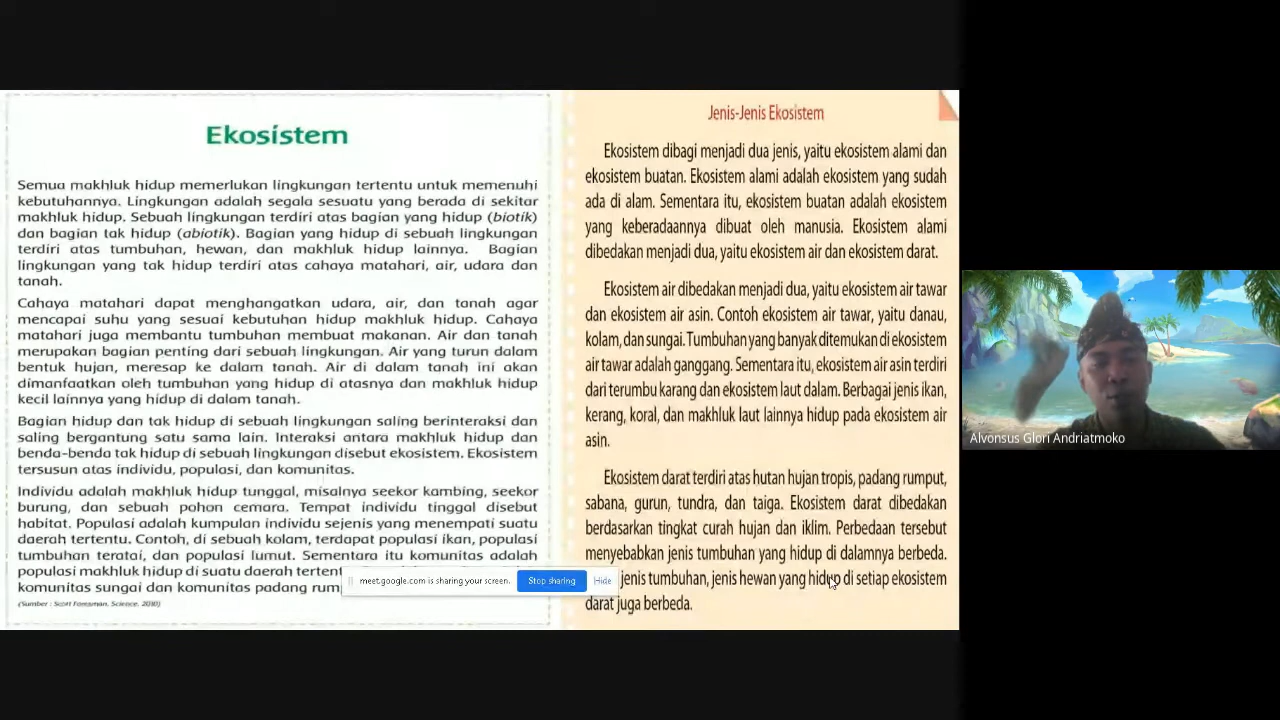 Ekosistem
Semua makhluk hidup memerlukan lingkungan tertentu untuk memenuhi
kebutuhannya. Lingkungan adalah segala sesuatu yang berada di sekitar
makhluk hidup. Sebuah lingkungan terdiri atas bagian yang hidup (biotik)
dan bagian tak hidup (abiotik). Bagian yang hidup di sebuah lingkungan
terdiri atas tumbuhan, hewan, dan makhluk hidup lainnya. Bagian
lingkungan yang tak hidup terdiri atas cahaya matahari, air, udara dan
tanah.
Cahaya matahari dapat menghangatkan udara, air, dan tanah agar
mencapai suhu yang sesuai kebutuhan hidup makhluk hidup. Cahaya
matahari juga membantu tumbuhan membuat makanan. Air dan tanah
merupakan bagian penting dari sebuah lingkungan. Air yang turun dalam
bentuk hujan, meresap ke dalam tanah. Air di dalam tanah ini akan
dimanfaatkan oleh tumbuhan yang hidup di atasnya dan makhluk hidup
kecil lainnya yang hidup di dalam tanah.
Bagian hidup dan tak hidup di sebuah lingkungan saling berinteraksi dan
saling bergantung satu sama lain. Interaksi antara makhluk hidup dan
benda-benda tak hidup di sebuah lingkungan disebut ekosistem. Ekosistem
tersusun atas individu, populasi, dan komunitas.
Individu adalah makhluk hidup tunggal, misalnya seekor kambing, seekor
burung, dan sebuah pohon cemara. Tempat individu tinggal disebut
habitat. Populasi adalah kumpulan individu sejenis yang menempati suatu
daerah tertentu. Contoh, di sebuah kolam, terdapat populasi ikan, populasi
tumbuhan teratai, dan populasi lumut. Sementara itu komunitas adalah
populasi makhluk hidup di suatu daerah
komunitas sungai dan komunitas padang
(Sumber : Scott Foresman, Science, 2010)
Jenis-Jenis Ekosistem
Ekosistem dibagi menjadi dua jenis, yaitu ekosistem alami dan
ekosistem buatan. Ekosistem alami adalah ekosistem yang sudah
ada di alam. Sementara itu, ekosistem buatan adalah ekosistem
yang keberadaannya dibuat oleh manusia. Ekosistem alami
dibedakan menjadi dua, yaitu ekosistem air dan ekosistem darat.
Ekosistem air dibedakan menjadi dua, yaitu ekosistem air tawar
dan ekosistem air asin. Contoh ekosistem air tawar, yaitu danau,
kolam, dan sungai. Tumbuhan yang banyak ditemukan di ekosistem
air tawar adalah ganggang. Sementara itu, ekosistem air asin terdiri
dari terumbu karang dan ekosistem laut dalam. Berbagai jenis ikan,
kerang, koral, dan makhluk laut lainnya hidup pada ekosistem air
asin.
Ekosistem darat terdiri atas hutan hujan tropis, padang rumput,
sabana, gurun, tundra, dan taiga. Ekosistem darat dibedakan
berdasarkan tingkat curah hujan dan iklim. Perbedaan tersebut
menyebabkan jenis tumbuhan yang hidup di dalamnya berbeda.
jenis tumbuhan, jenis hewan yang hidup di setiap ekosistem
darat juga berbeda.
meet.google.com is sharing your screen.
Stop sharing
Hide
Alvonsus Glori Andriatmoko